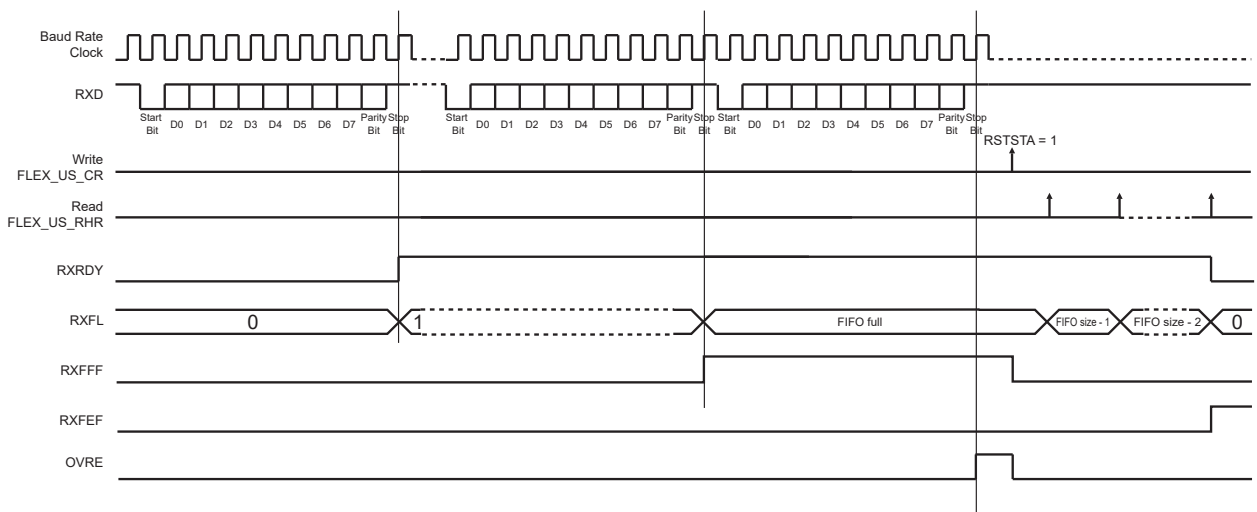 Baud Rate
Clock
RXD
Start
Bit
D0 D1 D2 D3 D4 D5 D6 D7
Parity
Bit
Stop
Bit
Start
Bit
D0 D1 D2 D3 D4 D5 D6 D7
Parity
Bit
Stop
Bit
Start
Bit
D0 D1 D2 D3 D4 D5 D6 D7
Parity
Bit
Stop
Bit
RSTSTA = 1
Write
FLEX_US_CR
Read
FLEX_US_RHR
RXRDY
RXFL 0 1 FIFO full FIFO size - 1 FIFO size - 2 0
RXFFF
RXFEF
OVRE